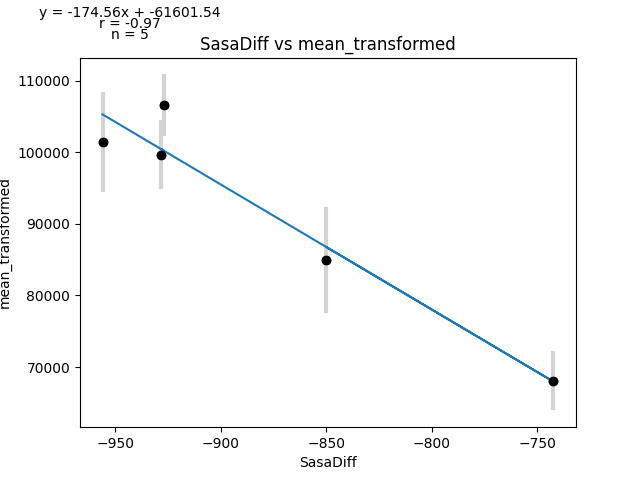 y = -174.56x + -61601.54
r = -0.97
n = 5
SasaDiff vs mean_transformed
110000
100000
90000
80000
70000
mean_transformed
−950
−900
−850
−800
−750
SasaDiff